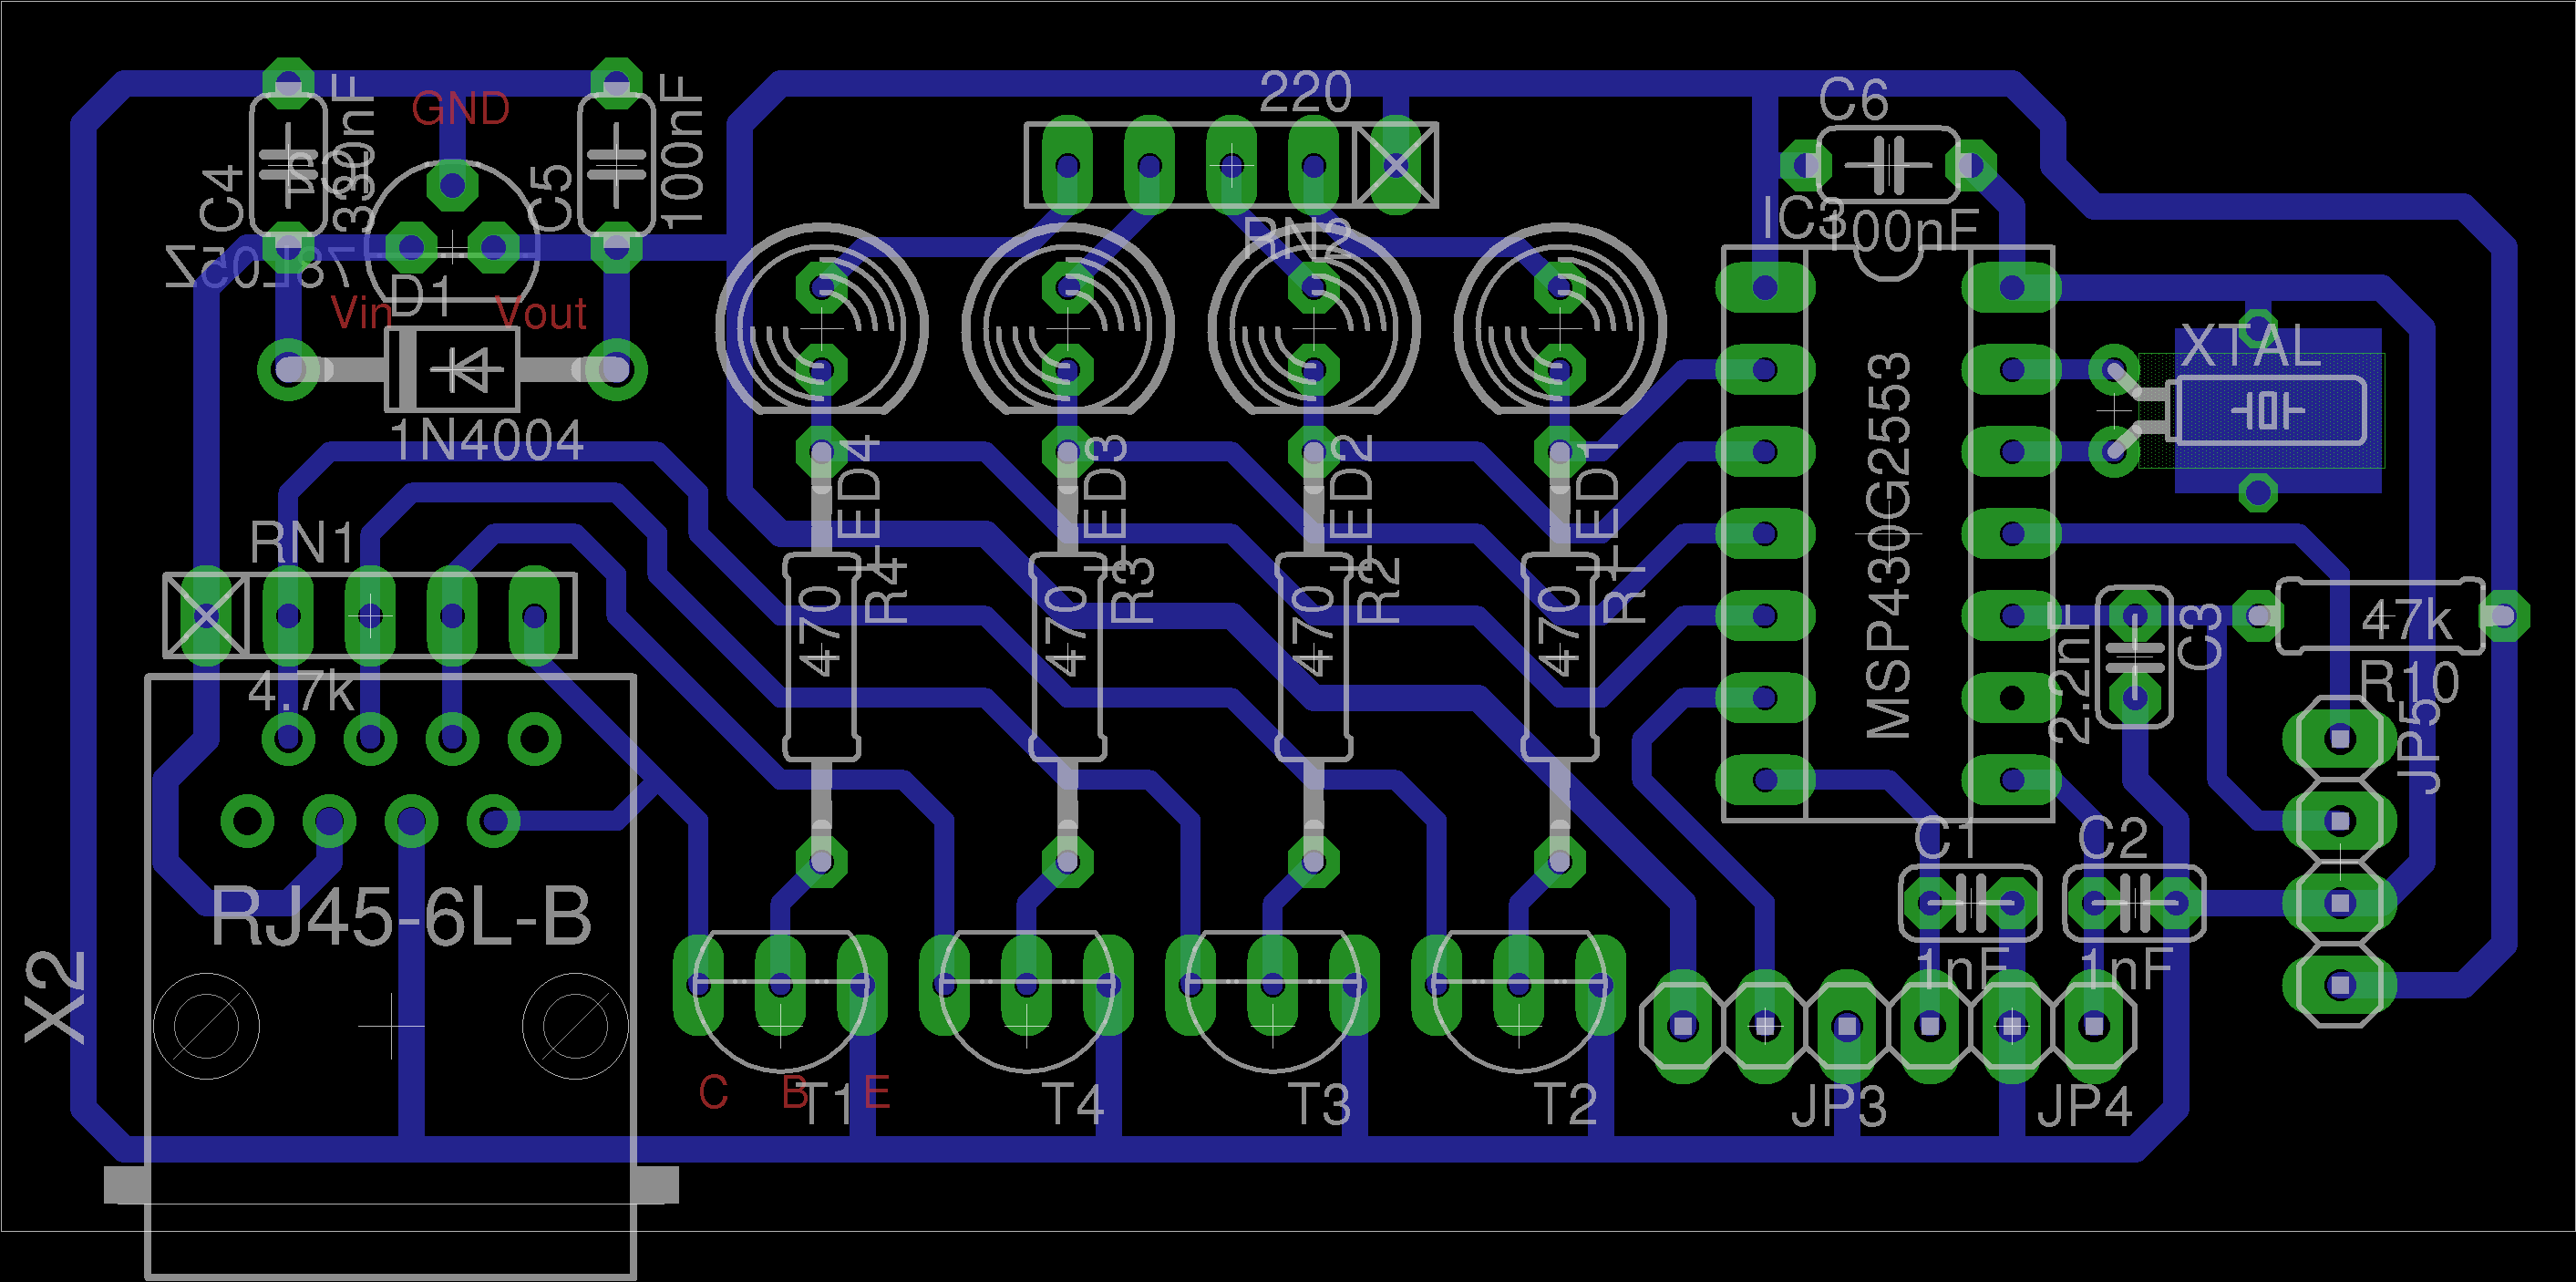 GND
C4
330nF
C5
100nF
78L05Z
Vin
Vout
D1
1N4004
220
RN2
C6
100nF
IC3
MSP430G2553
XTAL
LED4
LED3
LED2
LED1
R4
R3
R2
R1
470
470
470
470
RN1
4.7k
2.2nF
C3
47k
R10
JP5
RJ45-6L-B
X2
C1
1nF
C2
1nF
C
B
E
T1
T4
T3
T2
JP3
JP4